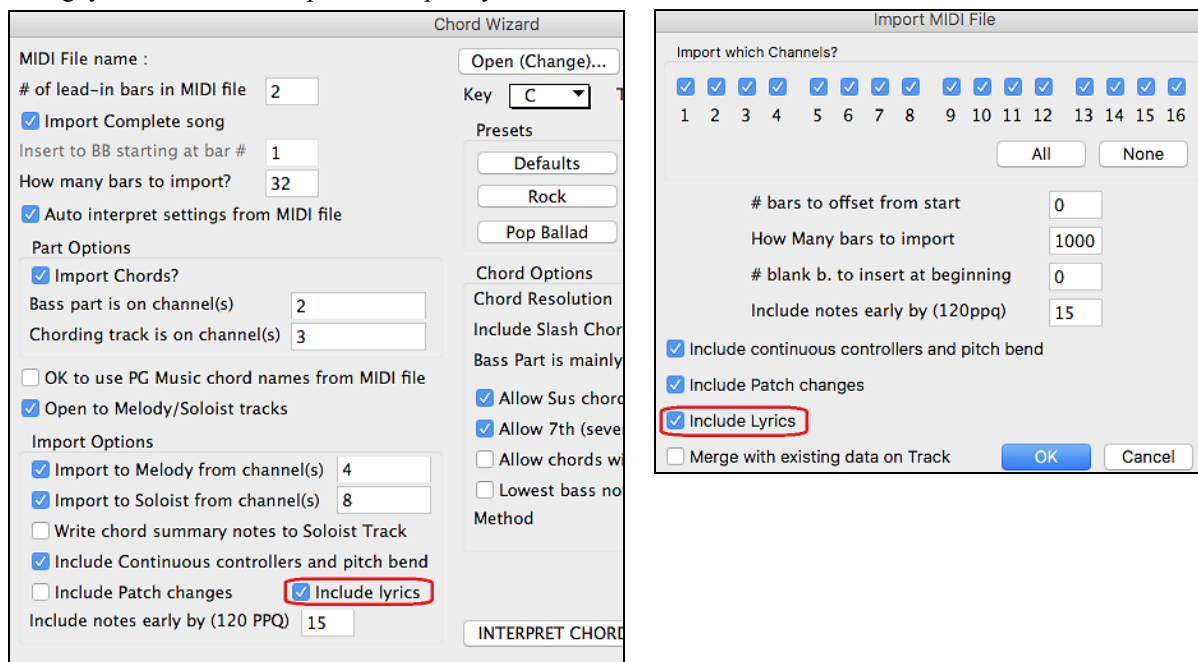 Chord Wizard
MIDI File name :
# of lead-in bars in MIDI file 2
Import Complete song
Insert to BB starting at bar # 1
How many bars to import? 32
Auto interpret settings from MIDI file
Part Options
Import Chords?
Bass part is on channel(s) 2
Chording track is on channel(s) 3
OK to use PG Music chord names from MIDI file
Open to Melody/Soloist tracks
Import Options
Import to Melody from channel(s) 4
Import to Soloist from channel(s) 8
Write chord summary notes to Soloist Track
Include Continuous controllers and pitch bend
Include Patch changes Include lyrics
Include notes early by (120 PPQ) 15
Open (Change)...
Key C
Presets
Defaults
Rock
Pop Ballad
Chord Options
Chord Resolution
Include Slash Chor
Bass Part is mainly
Allow Sus chord
Allow 7th (seve
Allow chords wi
Lowest bass no
Method
INTERPRET CHORD
Import MIDI File
Import which Channels?
1 2 3 4 5 6 7 8 9 10 11 12 13 14 15 16
All None
# bars to offset from start 0
How Many bars to import 1000
# blank b. to insert at beginning 0
Include notes early by (120ppq) 15
Include continuous controllers and pitch bend
Include Patch changes
Include Lyrics
Merge with existing data on Track OK Cancel